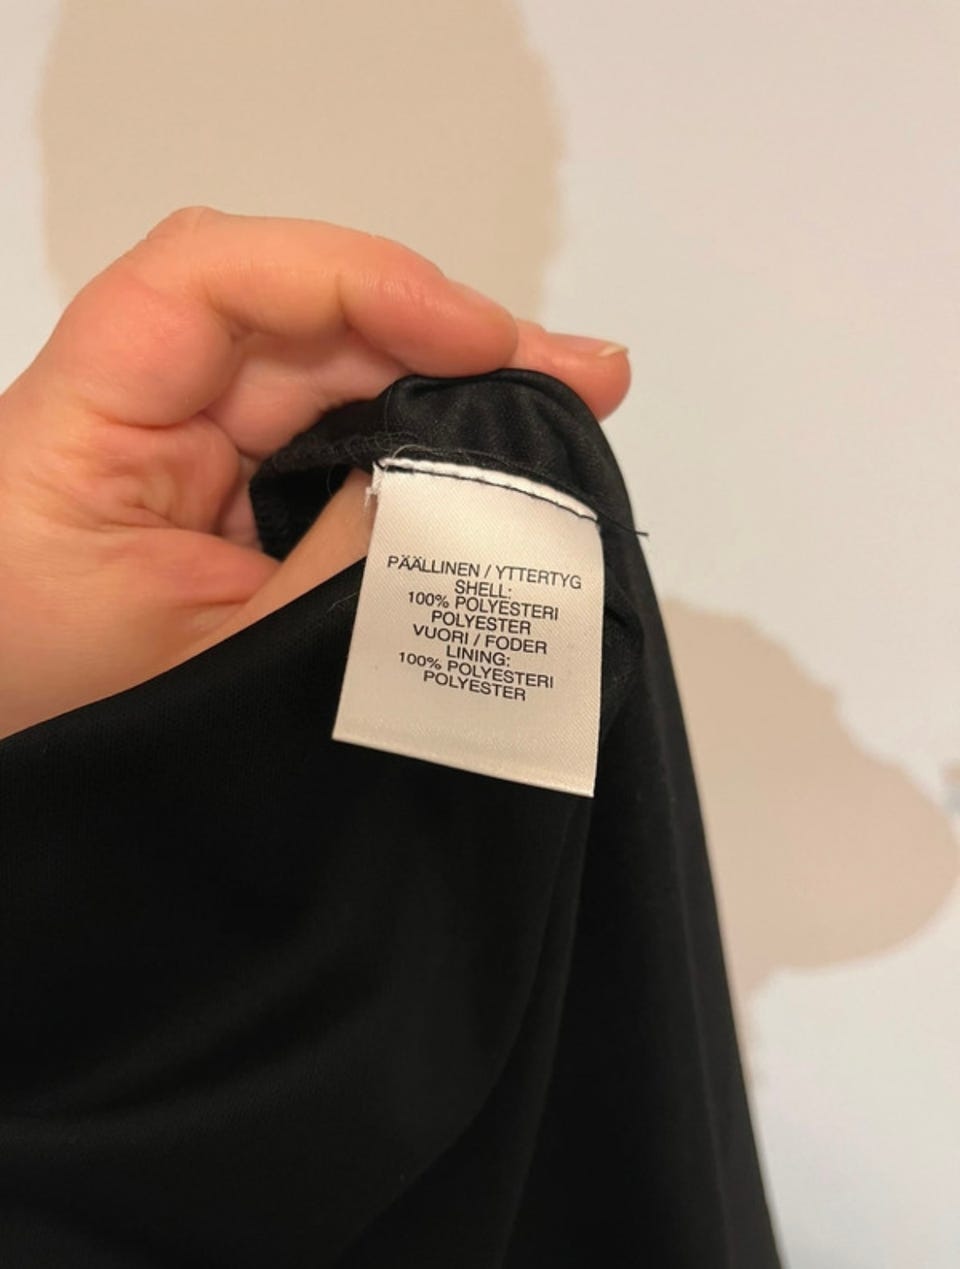 PÄÄLLINEN / YTTERTYG
SHELL:
100% POLYESTERI
POLYESTER
VUORI / FODER
LINING:
100% POLYESTERI
POLYESTER